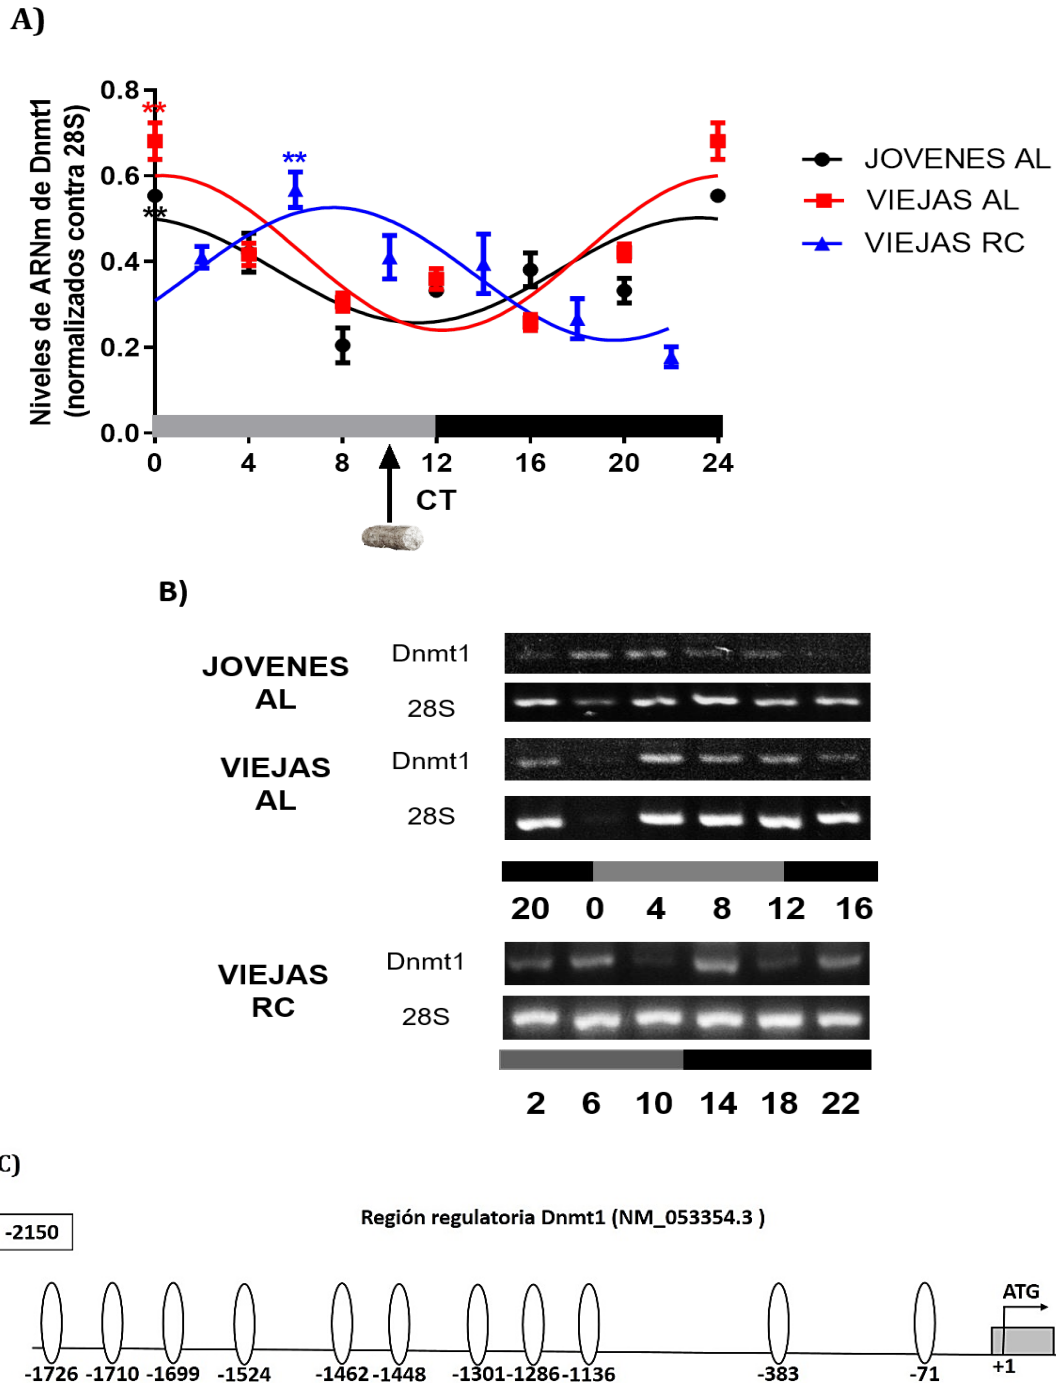 A)
Niveles de ARNm de Dnmt1
(normalizados contra 28S)
0.8
0.6
0.4
0.2
0.0
**
**
**
0 4 8 12 16 20 24
CT
JOVENES AL
VIEJAS AL
VIEJAS RC
B)
JOVENES
AL
Dnmt1
28S
VIEJAS
AL
Dnmt1
28S
20 0 4 8 12 16
VIEJAS
RC
Dnmt1
28S
2 6 10 14 18 22
C)
Región regulatoria Dnmt1 (NM_053354.3 )
-2150
ATG
-1726 -1710 -1699 -1524 -1462 -1448 -1301 -1286 -1136 -383 -71 +1